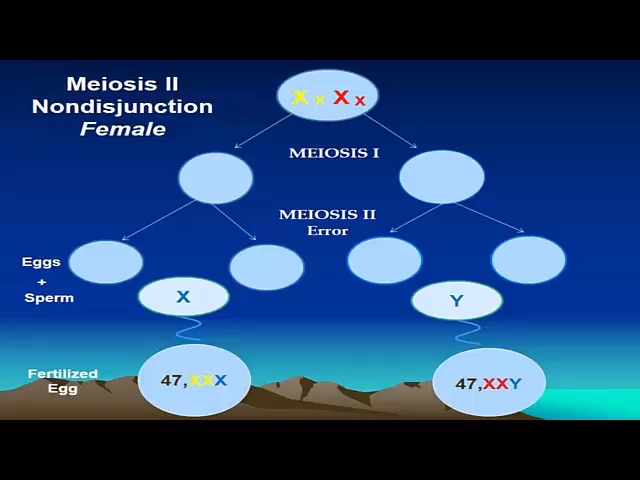 Meiosis II
Nondisjunction
Female
X x X x
MEIOSIS I
MEIOSIS II
Error
Eggs
+
Sperm
X
Y
Fertilized
Egg
47,XXX
47,XXY